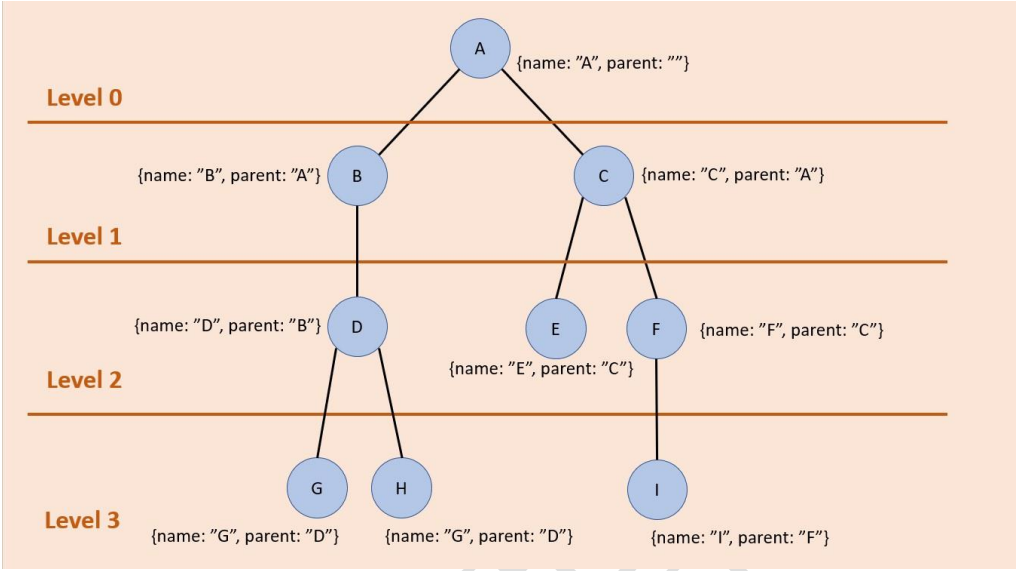 A
{name: ”A”, parent: ””}
Level 0
{name: ”B”, parent: ”A”}
B
C
{name: ”C”, parent: ”A”}
Level 1
{name: ”D”, parent: ”B”}
D
E
F
{name: ”F”, parent: ”C”}
{name: ”E”, parent: ”C”}
Level 2
G
H
I
Level 3
{name: ”G”, parent: ”D”}
{name: ”G”, parent: ”D”}
{name: ”I”, parent: ”F”}